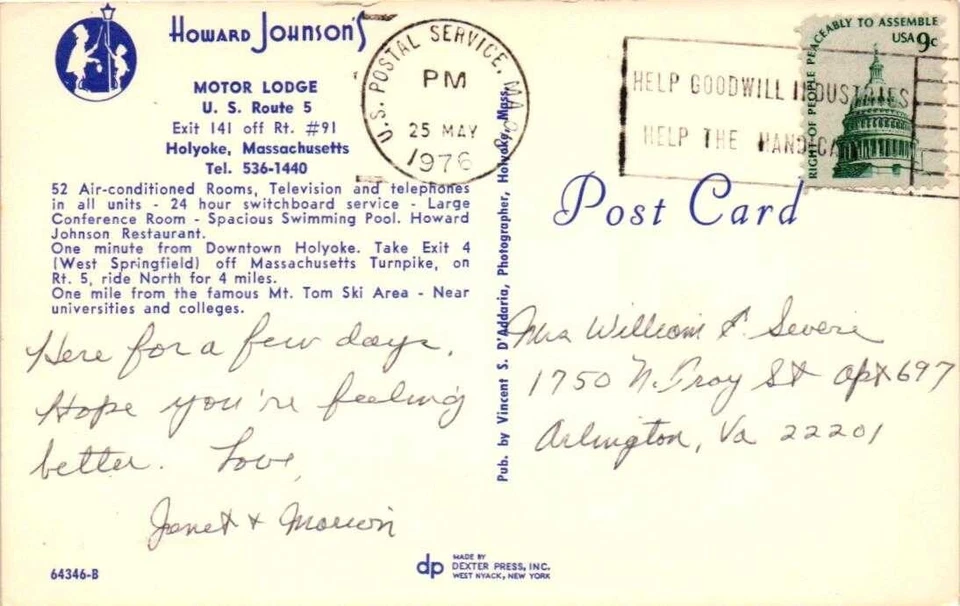 Howard Johnson's
MOTOR LODGE
U. S. Route 5
Exit 141 off Rt. #91
Holyoke, Massachusetts
Tel. 536-1440
52 Air-conditioned Rooms, Television and telephones
in all units - 24 hour switchboard service - Large
Conference Room - Spacious Swimming Pool. Howard
Johnson Restaurant.
One minute from Downtown Holyoke. Take Exit 4
(West Springfield) off Massachusetts Turnpike, on
Rt. 5, ride North for 4 miles.
One mile from the famous Mt. Tom Ski Area - Near
universities and colleges.
Here for a few days.
Hope you're feeling
better. Love,
Janet +
64346-B
U.S. POSTAL SERVICE, MA
PM
25 MAY
1976
HELP GOODWILL INDUSTRIES
HELP THE HANDICA
RIGHT OF PEOPLE PEACEABLY TO ASSEMBLE
USA 9c
Post Card
Pub. by Vincent S. D'Addario, Photographer, Holyoke, Mass.
Mrs William F. Severe
1750 N. Troy St apt 697
Arlington, Va 22201
dp
MADE BY
DEXTER PRESS, INC.
WEST NYACK, NEW YORK